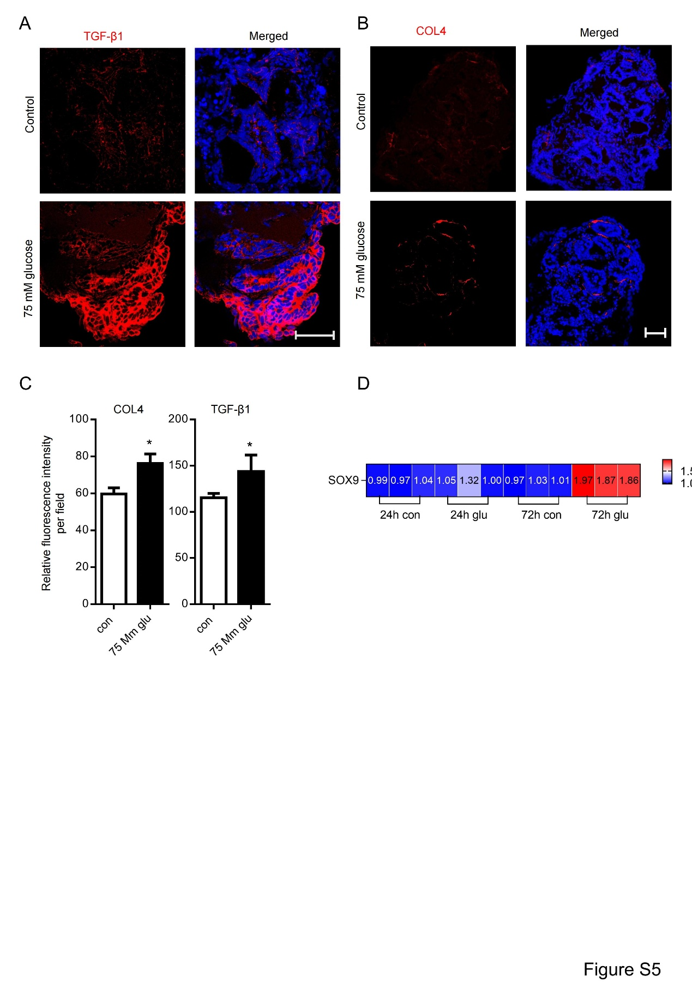 A
B
TGF-β1
Merged
COL4
Merged
Control
Control
75 mM glucose
75 mM glucose
C
D
COL4
TGF-β1
Relative fluorescence intensity
per field
100
80
60
40
20
0
*
con
75 Mm glu
200
150
100
50
0
*
con
75 Mm glu
SOX9
0.99 0.97 1.04 1.05 1.32 1.00 0.97 1.03 1.01 1.97 1.87 1.86
24h con 24h glu 72h con 72h glu
Figure S5